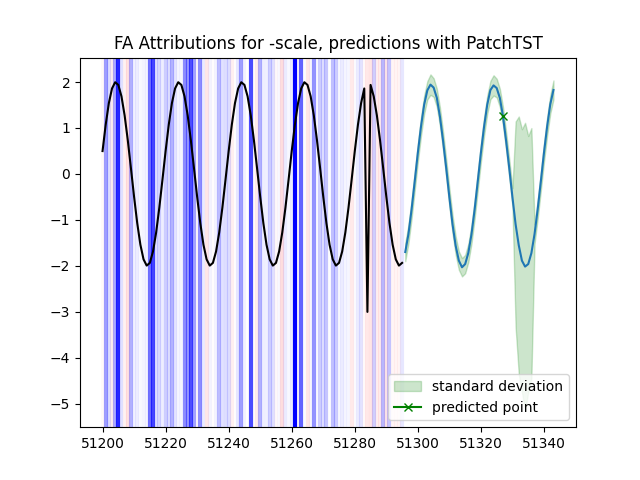 FA Attributions for -scale, predictions with PatchTST
2
1
0
−1
−2
−3
−4
−5
standard deviation
predicted point
51200 51220 51240 51260 51280 51300 51320 51340